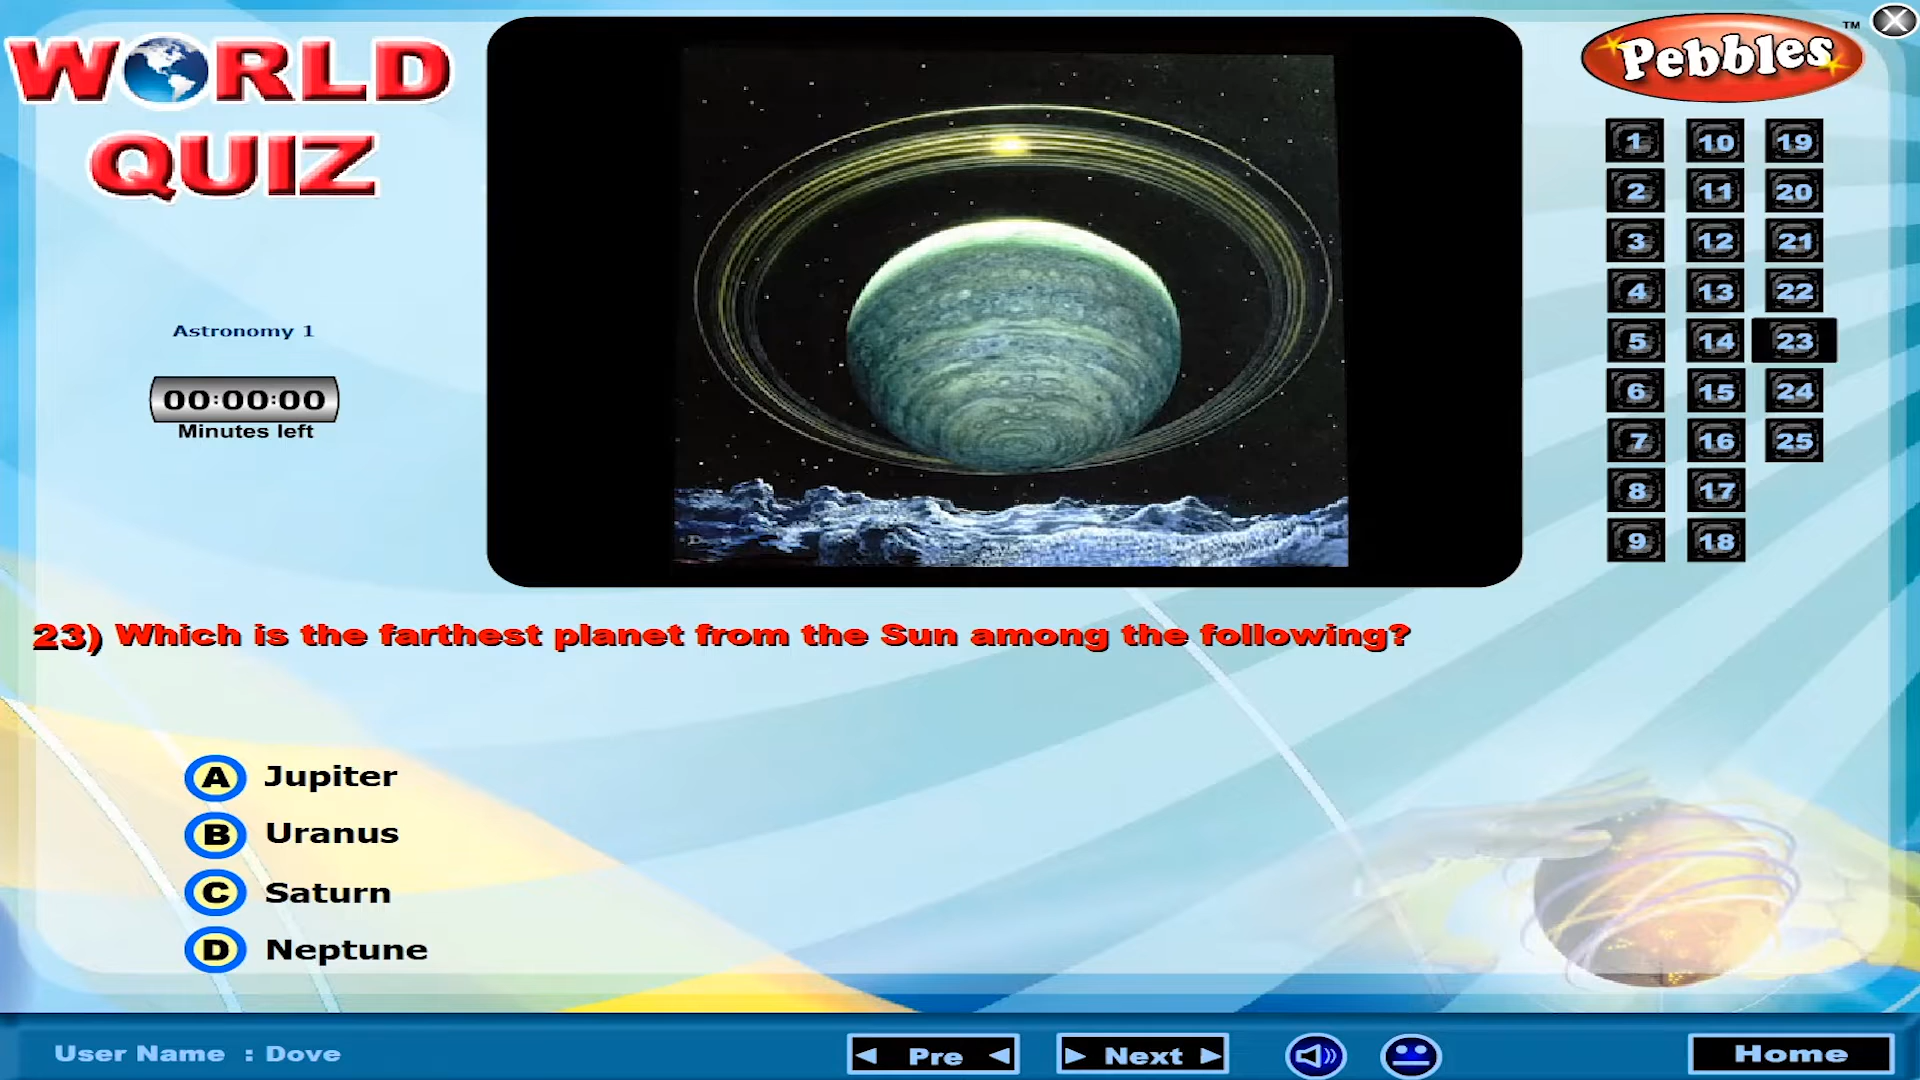 WORLD
QUIZ
Pebbles™
1 10 19
2 11 20
3 12 21
4 13 22
5 14 23
6 15 24
7 16 25
8 17
9 18
Astronomy 1
00:00:00
Minutes left
23) Which is the farthest planet from the Sun among the following?
A Jupiter
B Uranus
C Saturn
D Neptune
User Name : Dove
Pre
Next
Home